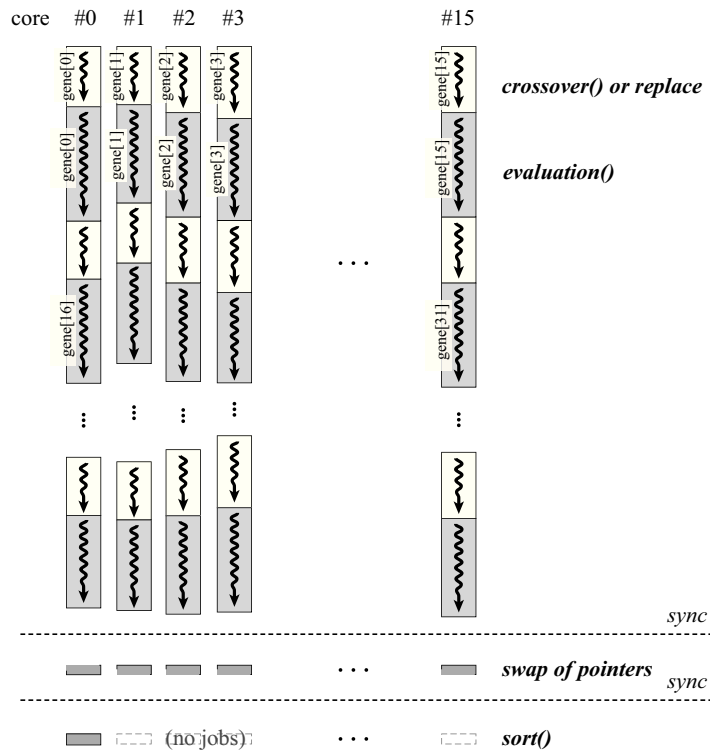 core #0 #1 #2 #3 #15
gene[0] gene[1] gene[2] gene[3] gene[15]
crossover() or replace
gene[0] gene[1] gene[2] gene[3] gene[15]
evaluation()
. . .
gene[16] gene[31]
... ... ... ... ...
sync
. . . swap of pointers
sync
(no jobs) . . . sort()